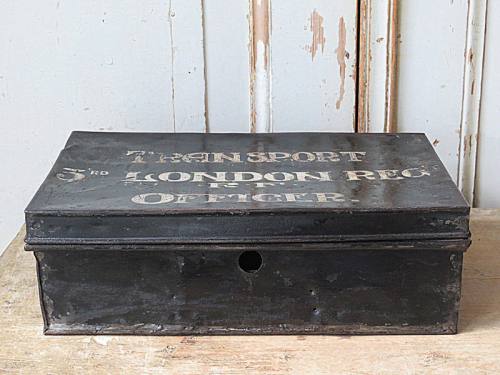 TRANSPORT
3RD LONDON REG
R.F.
OFFICER.